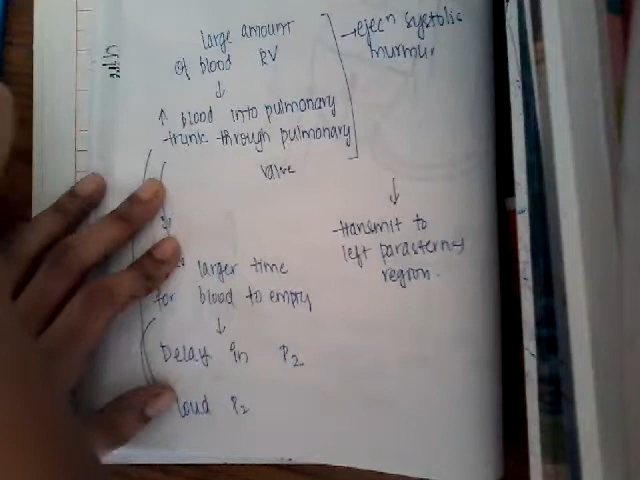 large amount
of blood RV
↓
↑ blood into pulmonary
trunk through pulmonary
valve
→ ejecn systolic
murmur
↓
transmit to
left parasternal
region.
larger time
for blood to empty
↓
Delay in P2
loud P2